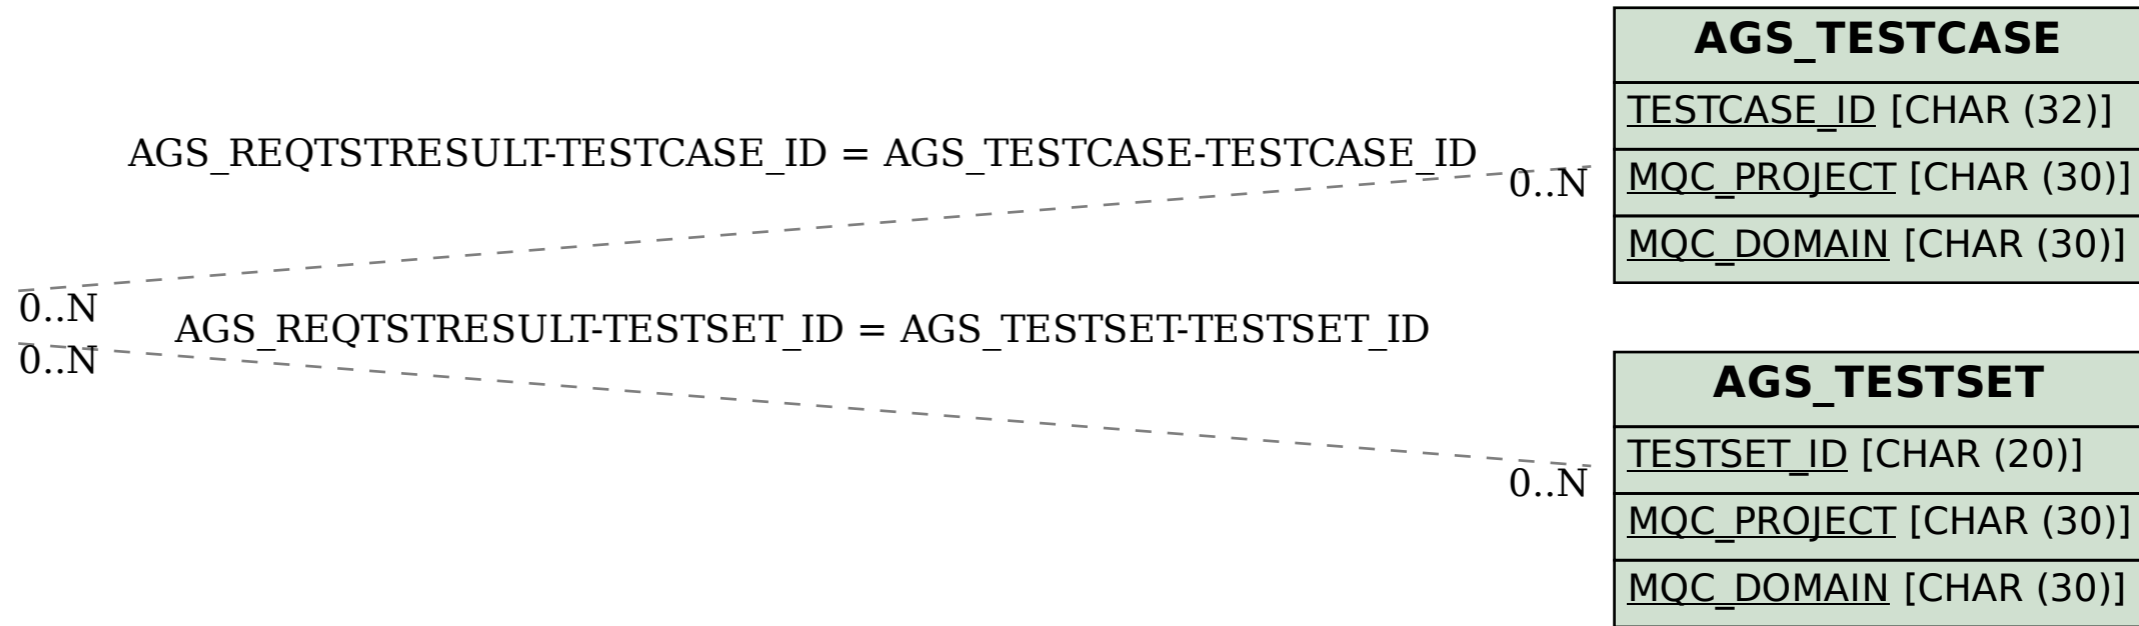 AGS_TESTCASE
TESTCASE_ID [CHAR (32)]
AGS_REQTSTRESULT-TESTCASE_ID = AGS_TESTCASE-TESTCASE_ID
0..N
MQC_PROJECT [CHAR (30)]
MQC_DOMAIN [CHAR (30)]
0..N
AGS_REQTSTRESULT-TESTSET_ID = AGS_TESTSET-TESTSET_ID
0..N
AGS_TESTSET
TESTSET_ID [CHAR (20)]
0..N
MQC_PROJECT [CHAR (30)]
MQC_DOMAIN [CHAR (30)]